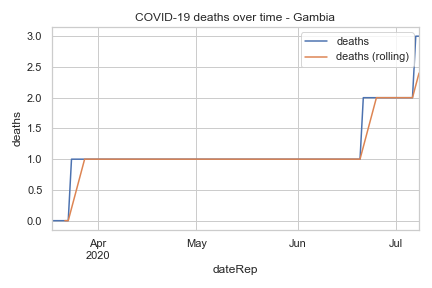 COVID-19 deaths over time - Gambia
deaths
deaths (rolling)
deaths
3.0
2.5
2.0
1.5
1.0
0.5
0.0
Apr
2020
May
Jun
Jul
dateRep